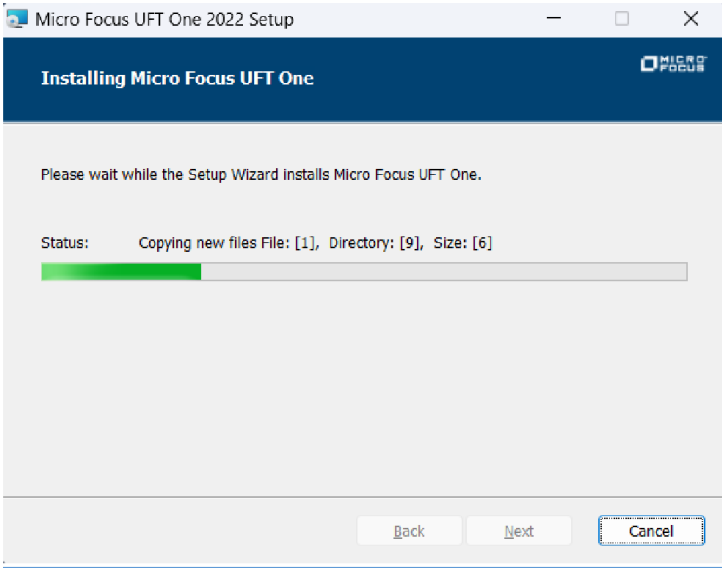 Micro Focus UFT One 2022 Setup
Installing Micro Focus UFT One
MICRO
FOCUS
Please wait while the Setup Wizard installs Micro Focus UFT One.
Status: Copying new files File: [1], Directory: [9], Size: [6]
Back Next Cancel